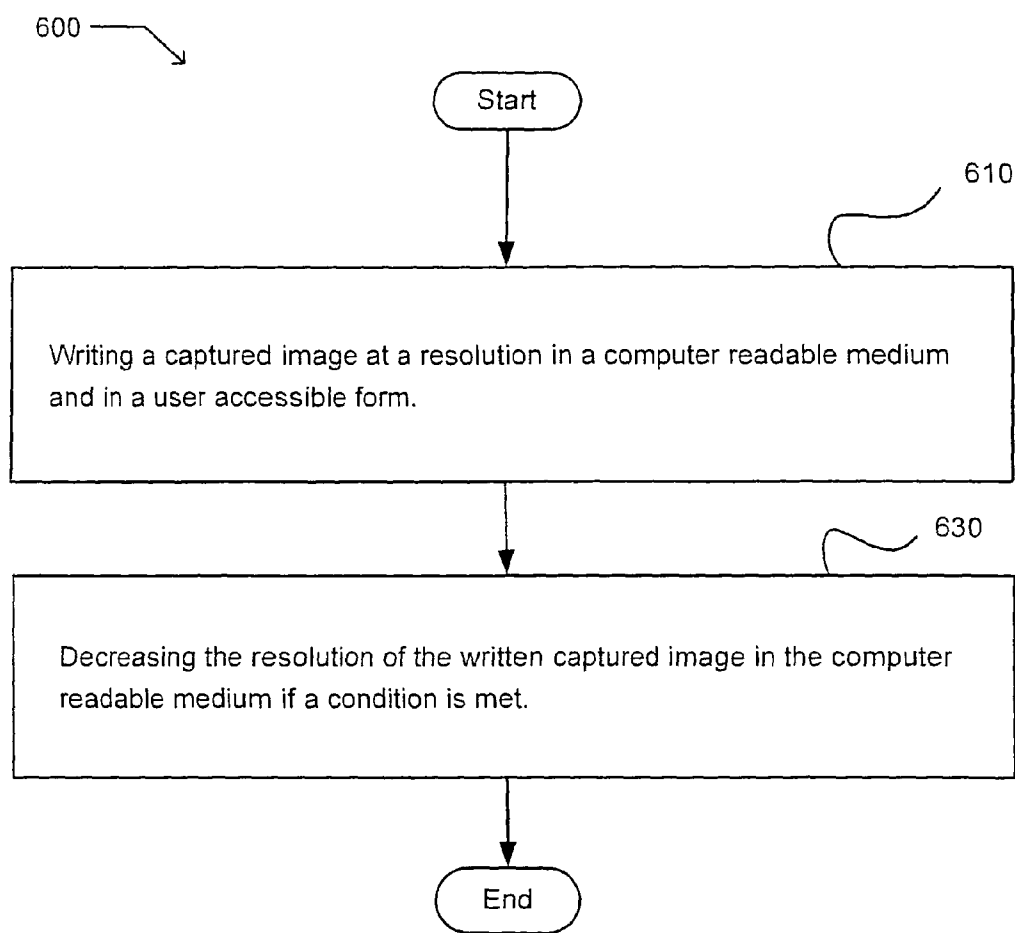 600
Start
610
Writing a captured image at a resolution in a computer readable medium
and in a user accessible form.
630
Decreasing the resolution of the written captured image in the computer
readable medium if a condition is met.
End